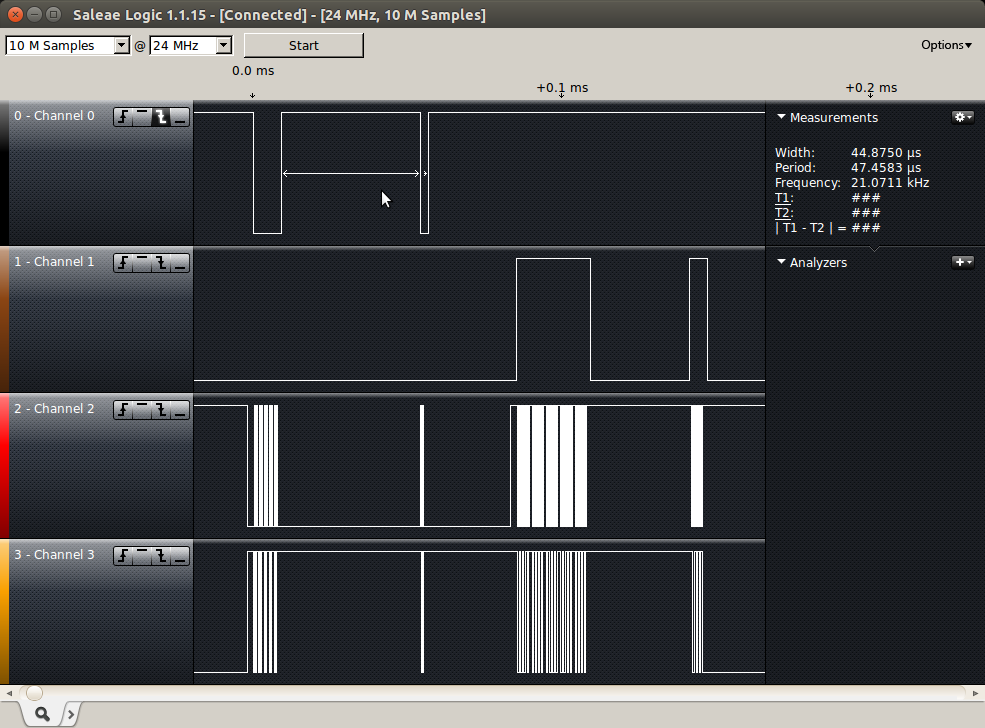 Saleae Logic 1.1.15 - [Connected] - [24 MHz, 10 M Samples]
10 M Samples @ 24 MHz Start Options
0.0 ms
+0.1 ms +0.2 ms
0 - Channel 0
Measurements
Width: 44.8750 µs
Period: 47.4583 µs
Frequency: 21.0711 kHz
T1: ###
T2: ###
| T1 - T2 | = ###
1 - Channel 1
Analyzers
2 - Channel 2
3 - Channel 3